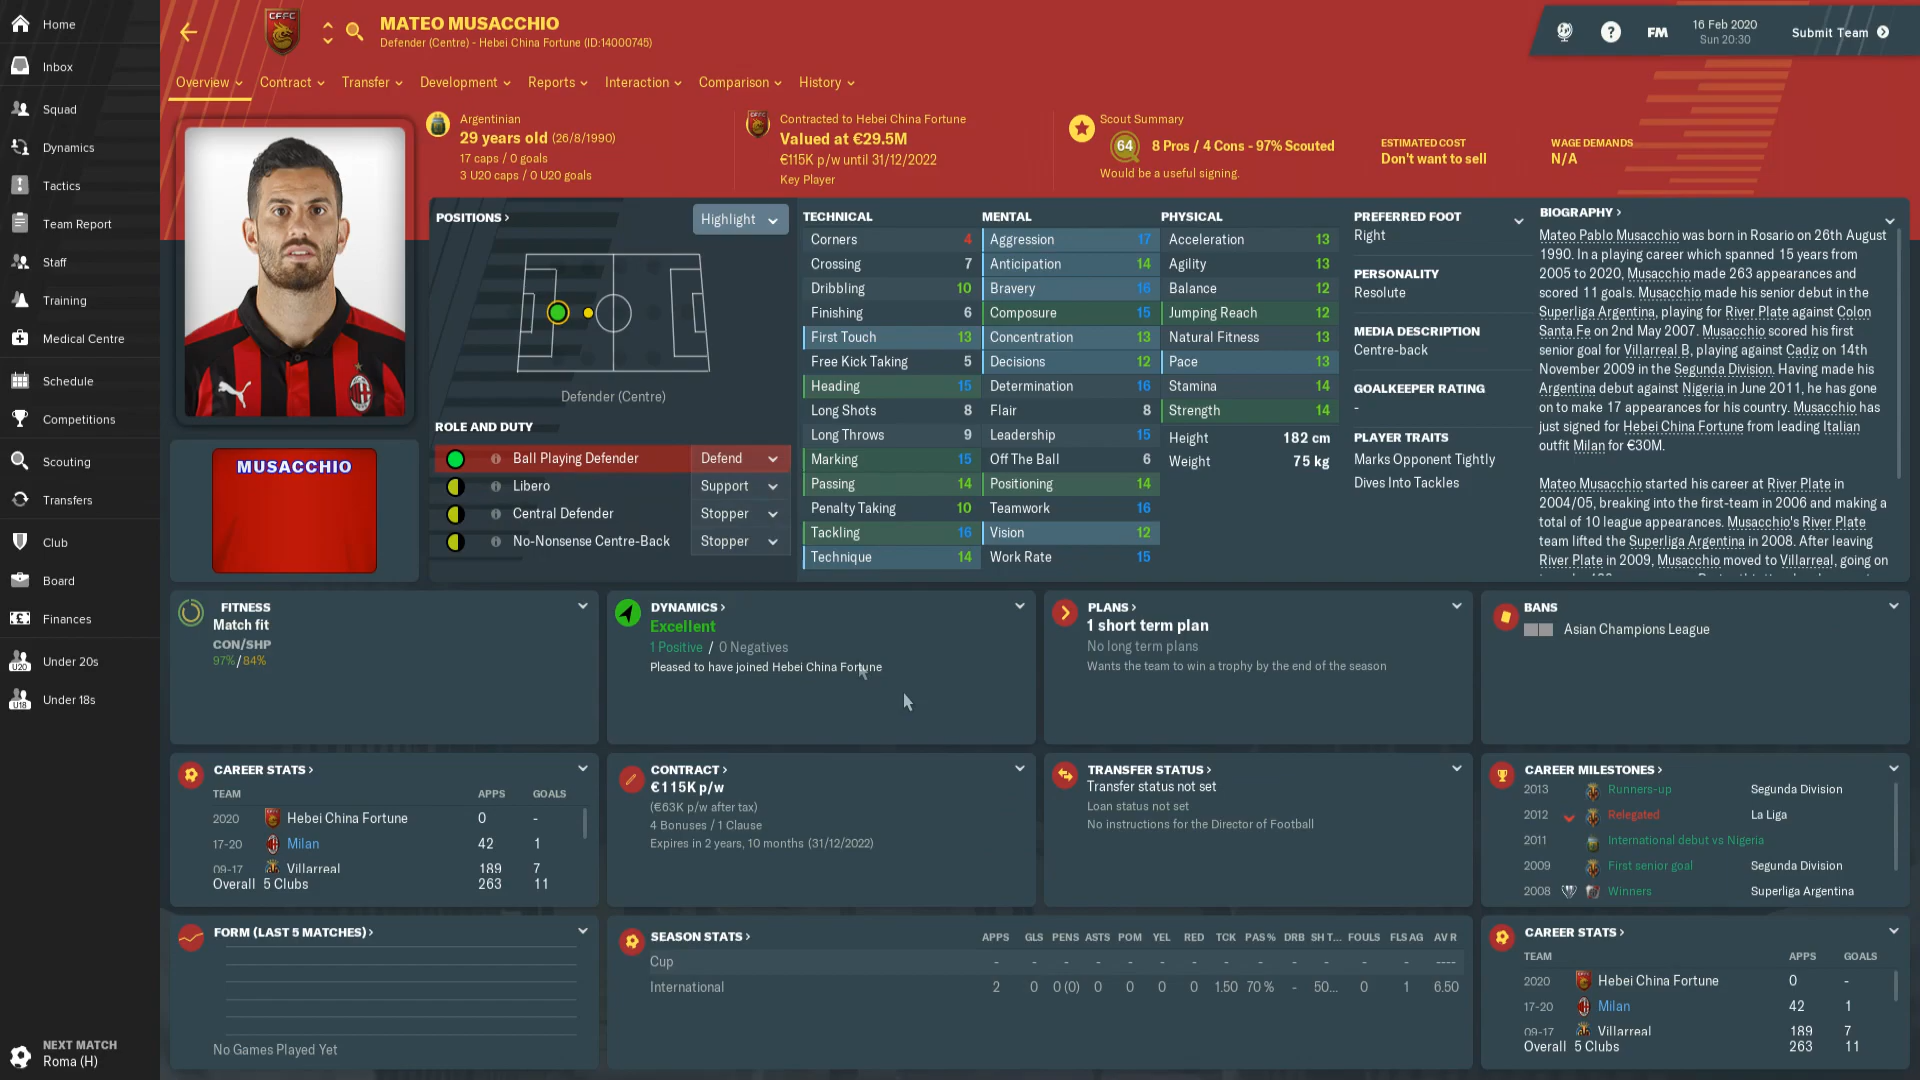 Home
Inbox
Squad
Dynamics
Tactics
Team Report
Staff
Training
Medical Centre
Schedule
Competitions
Scouting
Transfers
Club
Board
Finances
Under 20s
Under 18s
NEXT MATCH
Roma (H)
CFFC
MATEO MUSACCHIO
Defender (Centre) - Hebei China Fortune (ID:14000745)
FM
16 Feb 2020
Sun 20:30
Submit Team
Overview
Contract
Transfer
Development
Reports
Interaction
Comparison
History
Argentinian
29 years old (26/8/1990)
17 caps / 0 goals
3 U20 caps / 0 U20 goals
Contracted to Hebei China Fortune
Valued at €29.5M
€115K p/w until 31/12/2022
Key Player
Scout Summary
64
8 Pros / 4 Cons - 97% Scouted
Would be a useful signing.
ESTIMATED COST
Don't want to sell
WAGE DEMANDS
N/A
MUSACCHIO
POSITIONS
Highlight
Defender (Centre)
ROLE AND DUTY
Ball Playing Defender Defend
Libero Support
Central Defender Stopper
No-Nonsense Centre-Back Stopper
TECHNICAL
Corners 4
Crossing 7
Dribbling 10
Finishing 6
First Touch 13
Free Kick Taking 5
Heading 15
Long Shots 8
Long Throws 9
Marking 15
Passing 14
Penalty Taking 10
Tackling 16
Technique 14
MENTAL
Aggression 17
Anticipation 14
Bravery 16
Composure 15
Concentration 13
Decisions 12
Determination 16
Flair 8
Leadership 15
Off The Ball 6
Positioning 14
Teamwork 16
Vision 12
Work Rate 15
PHYSICAL
Acceleration 13
Agility 13
Balance 12
Jumping Reach 12
Natural Fitness 13
Pace 13
Stamina 14
Strength 14
Height 182 cm
Weight 75 kg
PREFERRED FOOT
Right
PERSONALITY
Resolute
MEDIA DESCRIPTION
Centre-back
GOALKEEPER RATING
-
PLAYER TRAITS
Marks Opponent Tightly
Dives Into Tackles
BIOGRAPHY
Mateo Pablo Musacchio was born in Rosario on 26th August
1990. In a playing career which spanned 15 years from
2005 to 2020, Musacchio made 263 appearances and
scored 11 goals. Musacchio made his senior debut in the
Superliga Argentina, playing for River Plate against Colon
Santa Fe on 2nd May 2007. Musacchio scored his first
senior goal for Villarreal B, playing against Cadiz on 14th
November 2009 in the Segunda Division. Having made his
Argentina debut against Nigeria in June 2011, he has gone
on to make 17 appearances for his country. Musacchio has
just signed for Hebei China Fortune from leading Italian
outfit Milan for €30M.
Mateo Musacchio started his career at River Plate in
2004/05, breaking into the first-team in 2006 and making a
total of 10 league appearances. Musacchio's River Plate
team lifted the Superliga Argentina in 2008. After leaving
River Plate in 2009, Musacchio moved to Villarreal, going on
FITNESS
Match fit
CON/SHP
97%/84%
DYNAMICS
Excellent
1 Positive / 0 Negatives
Pleased to have joined Hebei China Fortune
PLANS
1 short term plan
No long term plans
Wants the team to win a trophy by the end of the season
BANS
Asian Champions League
CAREER STATS
TEAM APPS GOALS
2020 Hebei China Fortune 0 -
17-20 Milan 42 1
09-17 Villarreal 189 7
Overall 5 Clubs 263 11
CONTRACT
€115K p/w
(€63K p/w after tax)
4 Bonuses / 1 Clause
Expires in 2 years, 10 months (31/12/2022)
TRANSFER STATUS
Transfer status not set
Loan status not set
No instructions for the Director of Football
CAREER MILESTONES
2013 Runners-up Segunda Division
2012 Relegated La Liga
2011 International debut vs Nigeria
2009 First senior goal Segunda Division
2008 Winners Superliga Argentina
FORM (LAST 5 MATCHES)
No Games Played Yet
SEASON STATS APPS GLS PENS ASTS POM YEL RED TCK PAS % DRB SH T... FOULS FLS AG AV R
Cup - - - - - - - - - - - - - ----
International 2 0 0 (0) 0 0 0 0 1.50 70 % - 50... 0 1 6.50
CAREER STATS
TEAM APPS GOALS
2020 Hebei China Fortune 0 -
17-20 Milan 42 1
09-17 Villarreal 189 7
Overall 5 Clubs 263 11